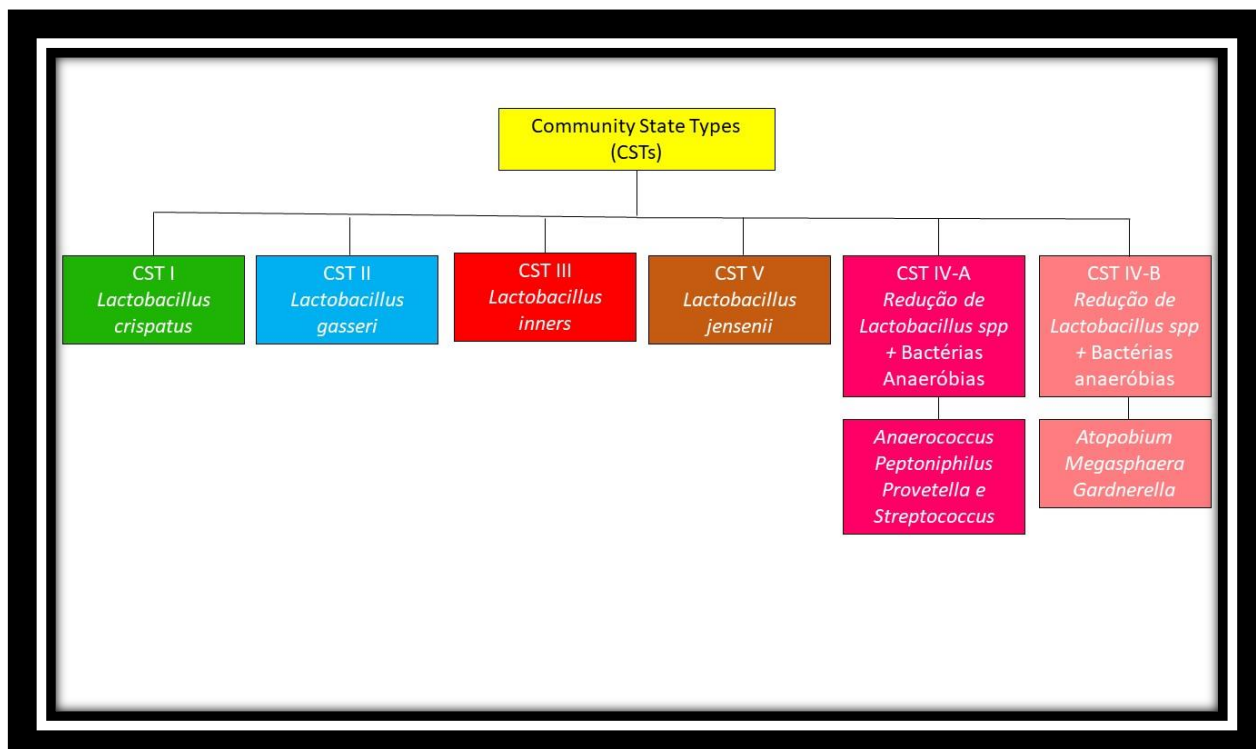 Community State Types
(CSTs)
CST I
Lactobacillus
crispatus
CST II
Lactobacillus
gasseri
CST III
Lactobacillus
inners
CST V
Lactobacillus
jensenii
CST IV-A
Redução de
Lactobacillus spp
+ Bactérias
Anaeróbias
CST IV-B
Redução de
Lactobacillus spp
+ Bactérias
anaeróbias
Anaerococcus
Peptoniphilus
Provetella e
Streptococcus
Atopobium
Megasphaera
Gardnerella